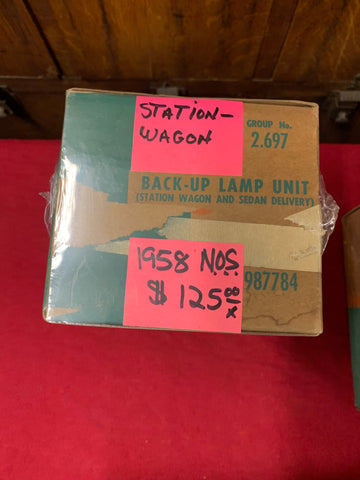 STATION-
WAGON
GROUP No.
2.697
BACK-UP LAMP UNIT
(STATION WAGON AND SEDAN DELIVERY)
1958 N.O.S.
$125.00
x
987784